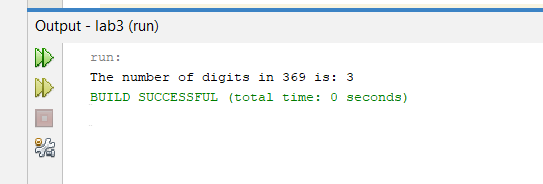 Output - lab3 (run)
run:
The number of digits in 369 is: 3
BUILD SUCCESSFUL (total time: 0 seconds)